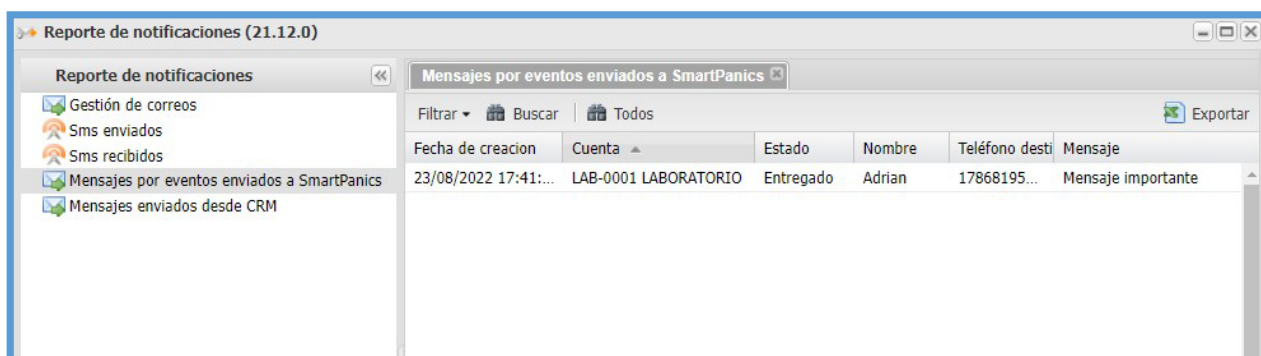 Reporte de notificaciones (21.12.0)
Reporte de notificaciones
Gestión de correos
Sms enviados
Sms recibidos
Mensajes por eventos enviados a SmartPanics
Mensajes enviados desde CRM
Mensajes por eventos enviados a SmartPanics
Filtrar Buscar Todos Exportar
Fecha de creacion Cuenta Estado Nombre Teléfono desti Mensaje
23/08/2022 17:41:... LAB-0001 LABORATORIO Entregado Adrian 17868195... Mensaje importante